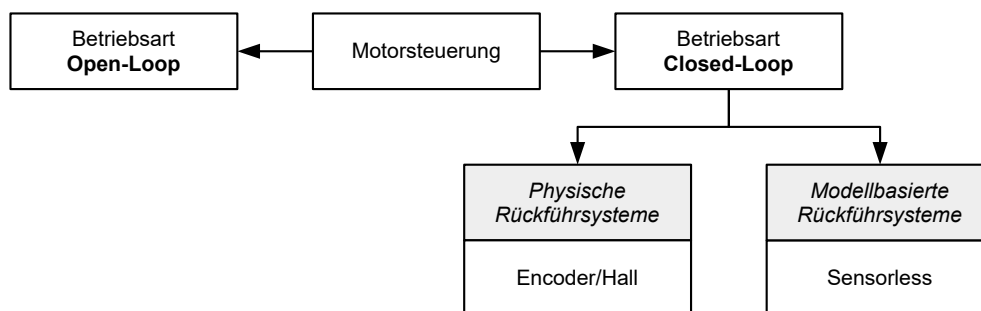 Betriebsart
Open-Loop
Motorsteuerung
Betriebsart
Closed-Loop
Physische
Rückführsysteme
Encoder/Hall
Modellbasierte
Rückführsysteme
Sensorless